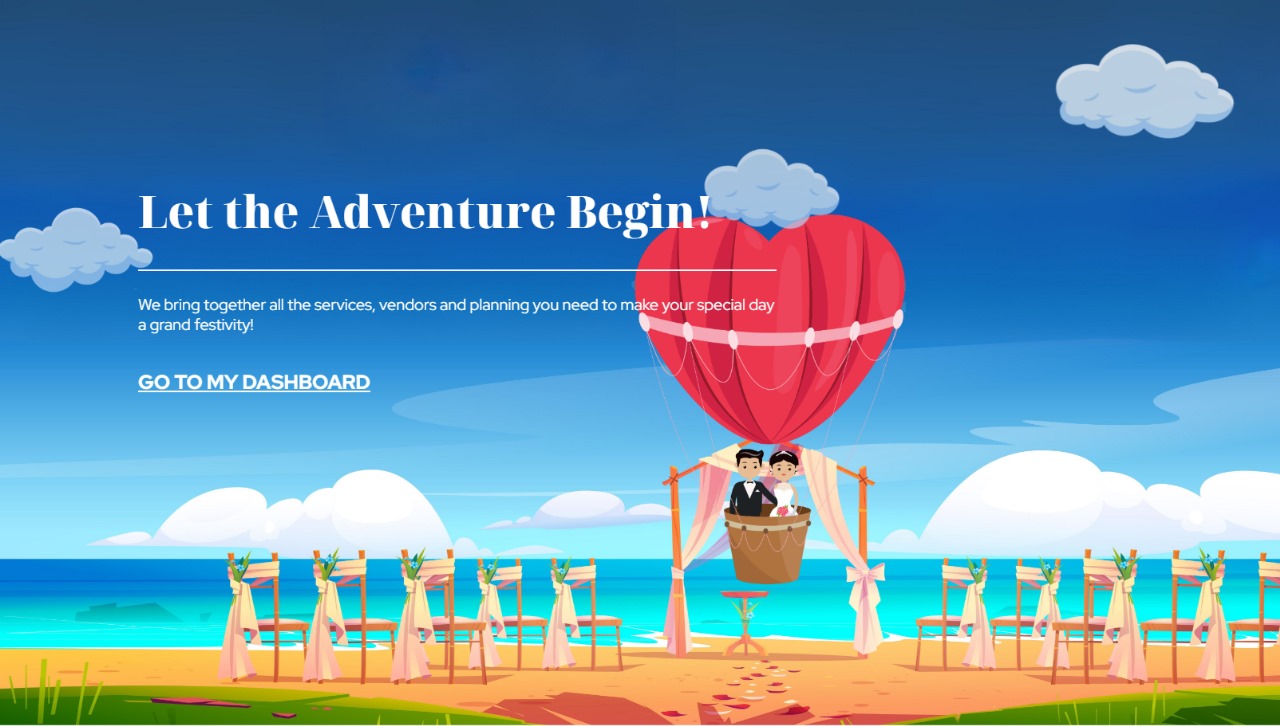 Let the Adventure Begin!
We bring together all the services, vendors and planning you need to make your special day
a grand festivity!
GO TO MY DASHBOARD